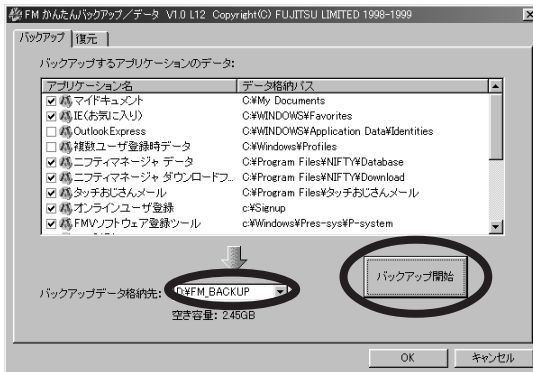 FM かんたんバックアップ／データ V1.0 L12 Copyright(C) FUJITSU LIMITED 1998-1999
バックアップ 復元
バックアップするアプリケーションのデータ:
アプリケーション名 データ格納パス
マイドキュメント C:¥My Documents
IE(お気に入り) C:¥WINDOWS¥Favorites
OutlookExpress C:¥WINDOWS¥Application Data¥Identities
複数ユーザ登録時データ C:¥Windows¥Profiles
ニフティマネージャ データ C:¥Program Files¥NIFTY¥Database
ニフティマネージャ ダウンロードフ... C:¥Program Files¥NIFTY¥Download
タッチおじさんメール C:¥Program Files¥タッチおじさんメール
オンラインユーザ登録 c:¥Signup
FMVソフトウェア登録ツール c:¥Windows¥Pres-sys¥P-system
バックアップ開始
バックアップデータ格納先: D:¥FM_BACKUP
空き容量: 2.45GB
OK キャンセル